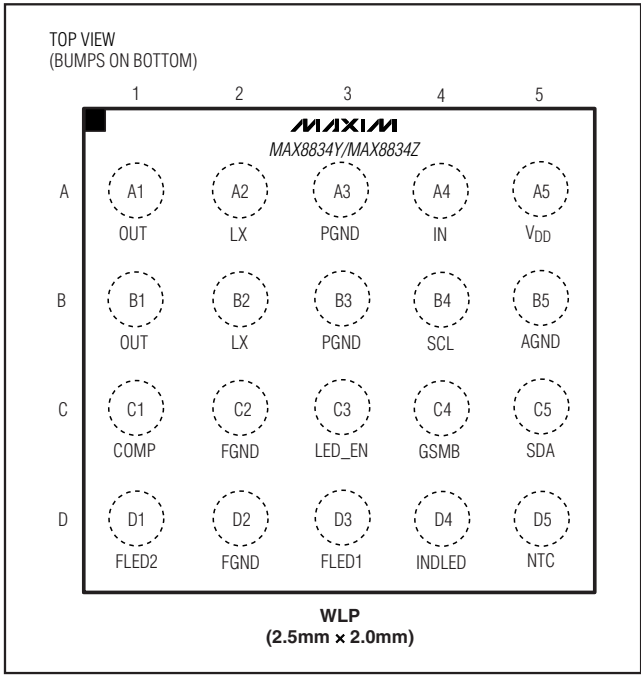 TOP VIEW
(BUMPS ON BOTTOM)
1 2 3 4 5
MAXIM
MAX8834Y/MAX8834Z
A A1 A2 A3 A4 A5
OUT LX PGND IN VDD
B B1 B2 B3 B4 B5
OUT LX PGND SCL AGND
C C1 C2 C3 C4 C5
COMP FGND LED_EN GSMB SDA
D D1 D2 D3 D4 D5
FLED2 FGND FLED1 INDLED NTC
WLP
(2.5mm × 2.0mm)